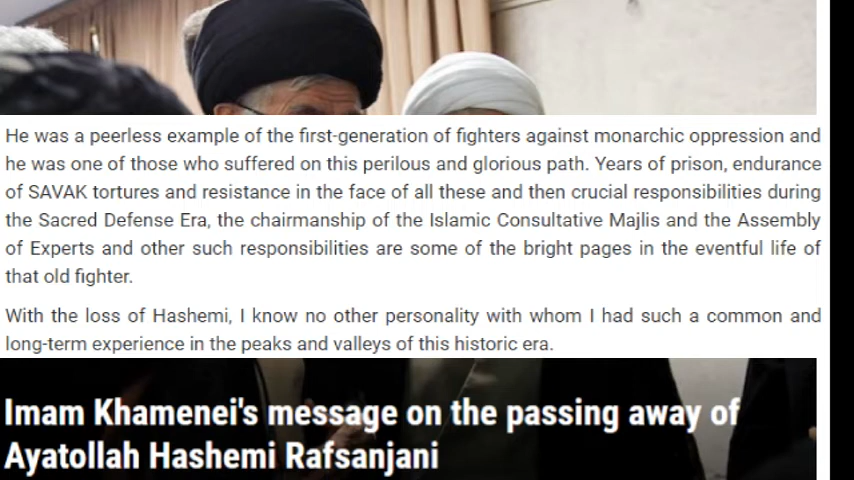 He was a peerless example of the first-generation of fighters against monarchic oppression and
he was one of those who suffered on this perilous and glorious path. Years of prison, endurance
of SAVAK tortures and resistance in the face of all these and then crucial responsibilities during
the Sacred Defense Era, the chairmanship of the Islamic Consultative Majlis and the Assembly
of Experts and other such responsibilities are some of the bright pages in the eventful life of
that old fighter.
With the loss of Hashemi, I know no other personality with whom I had such a common and
long-term experience in the peaks and valleys of this historic era.
Imam Khamenei's message on the passing away of
Ayatollah Hashemi Rafsanjani